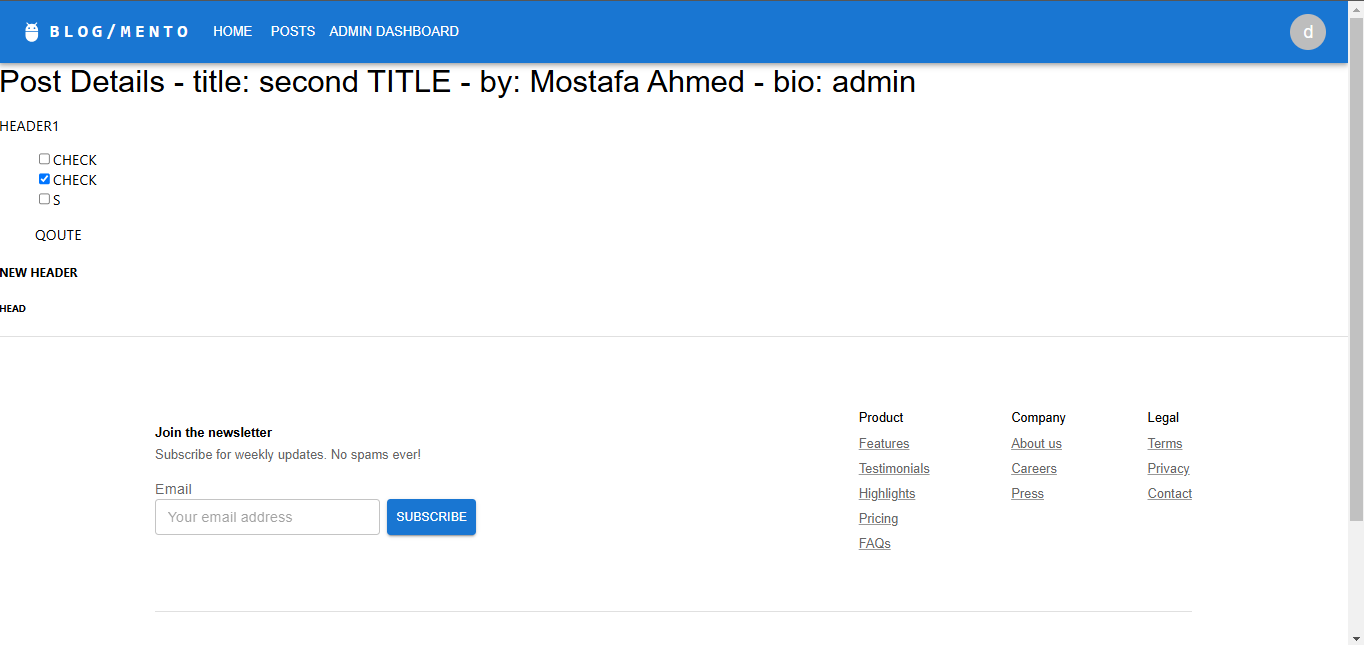 BLOG/MENTO HOME POSTS ADMIN DASHBOARD d
Post Details - title: second TITLE - by: Mostafa Ahmed - bio: admin
HEADER1
CHECK
CHECK
S
QOUTE
NEW HEADER
HEAD
Join the newsletter
Subscribe for weekly updates. No spams ever!
Email
Your email address
SUBSCRIBE
Product
Features
Testimonials
Highlights
Pricing
FAQs
Company
About us
Careers
Press
Legal
Terms
Privacy
Contact